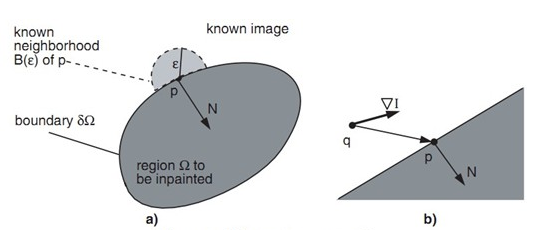 known
neighborhood
B(ε) of p
known image
ε
p
N
boundary δΩ
region Ω to
be inpainted
a)
∇I
q
p
N
b)